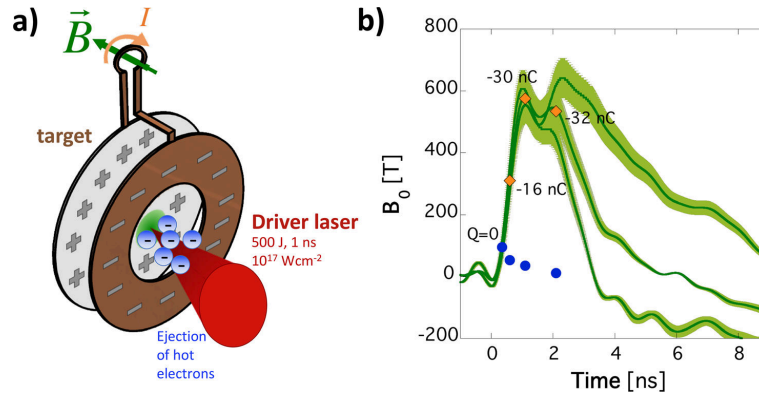 a)
B
I
target
Driver laser
500 J, 1 ns
10¹⁷ Wcm⁻²
Ejection
of hot
electrons
b)
800
600
400
200
0
-200
B₀ [T]
-30 nC
-32 nC
-16 nC
Q=0
0 2 4 6 8
Time [ns]